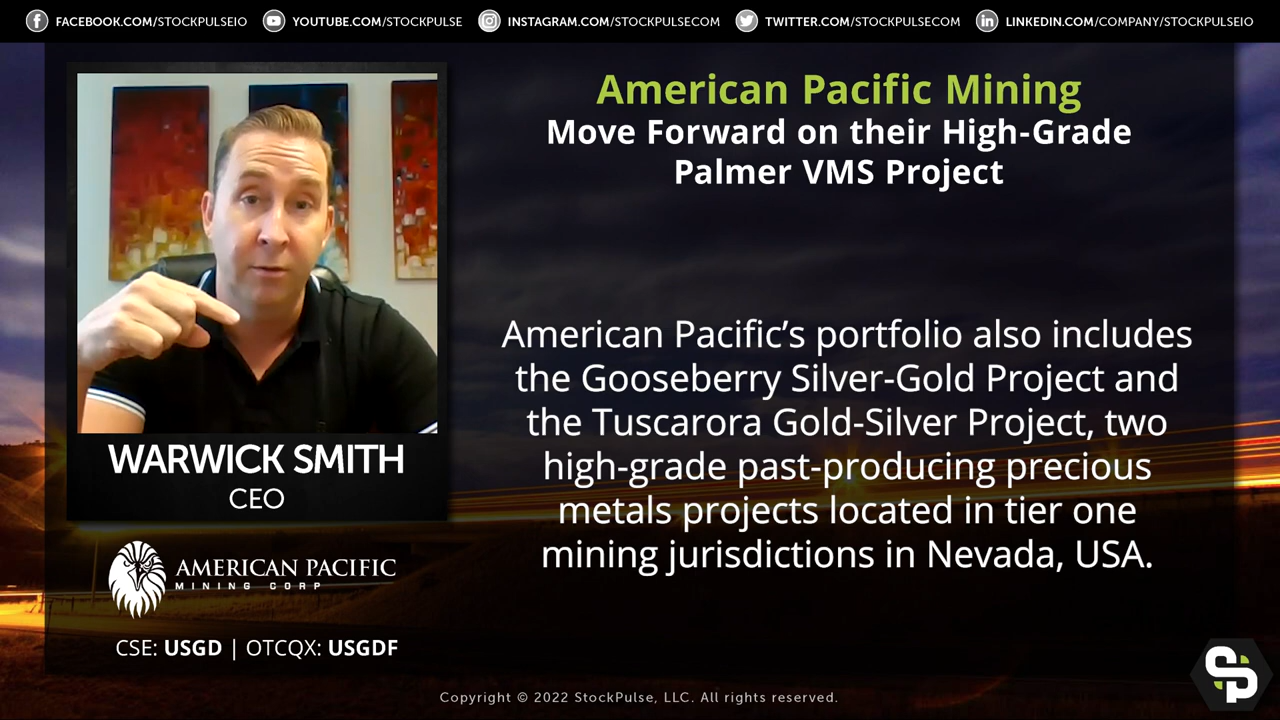 FACEBOOK.COM/STOCKPULSEIO
YOUTUBE.COM/STOCKPULSE
INSTAGRAM.COM/STOCKPULSECOM
TWITTER.COM/STOCKPULSECOM
LINKEDIN.COM/COMPANY/STOCKPULSEIO
American Pacific Mining
Move Forward on their High-Grade
Palmer VMS Project
American Pacific’s portfolio also includes
the Gooseberry Silver-Gold Project and
the Tuscarora Gold-Silver Project, two
high-grade past-producing precious
metals projects located in tier one
mining jurisdictions in Nevada, USA.
WARWICK SMITH
CEO
AMERICAN PACIFIC
MINING CORP
CSE: USGD | OTCQX: USGDF
Copyright © 2022 StockPulse, LLC. All rights reserved.
SP